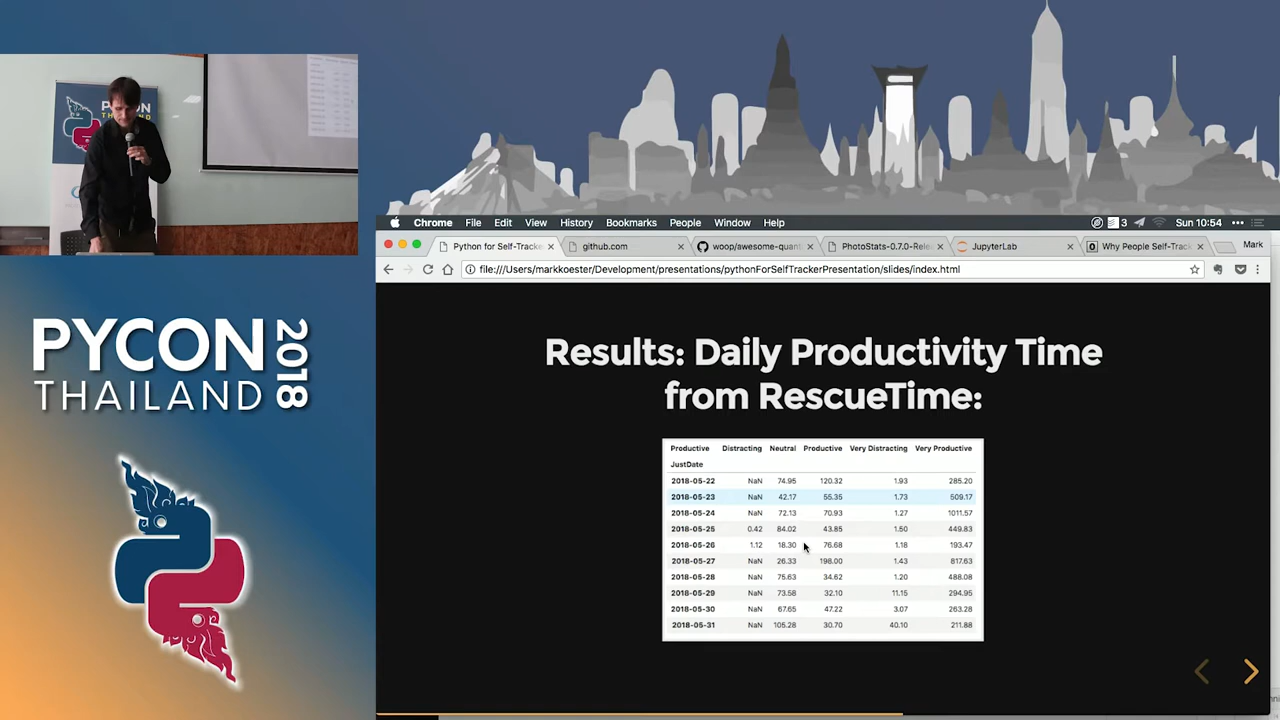 PYCON
THAILAND
2018
Chrome File Edit View History Bookmarks People Window Help
3 Sun 10:54
Python for Self-Tracke
github.com
woop/awesome-quant
PhotoStats-0.7.0-Rele
JupyterLab
Why People Self-Track
Mark
file:///Users/markkoester/Development/presentations/pythonForSelfTrackerPresentation/slides/index.html
Results: Daily Productivity Time
from RescueTime:
Productive Distracting Neutral Productive Very Distracting Very Productive
JustDate
2018-05-22 NaN 74.95 120.32 1.93 285.20
2018-05-23 NaN 42.17 55.35 1.73 509.17
2018-05-24 NaN 72.13 70.93 1.27 1011.57
2018-05-25 0.42 84.02 43.85 1.50 449.83
2018-05-26 1.12 18.30 76.68 1.18 193.47
2018-05-27 NaN 26.33 198.00 1.43 817.63
2018-05-28 NaN 75.63 34.62 1.20 488.08
2018-05-29 NaN 73.58 32.10 11.15 294.95
2018-05-30 NaN 67.65 47.22 3.07 263.28
2018-05-31 NaN 105.28 30.70 40.10 211.88